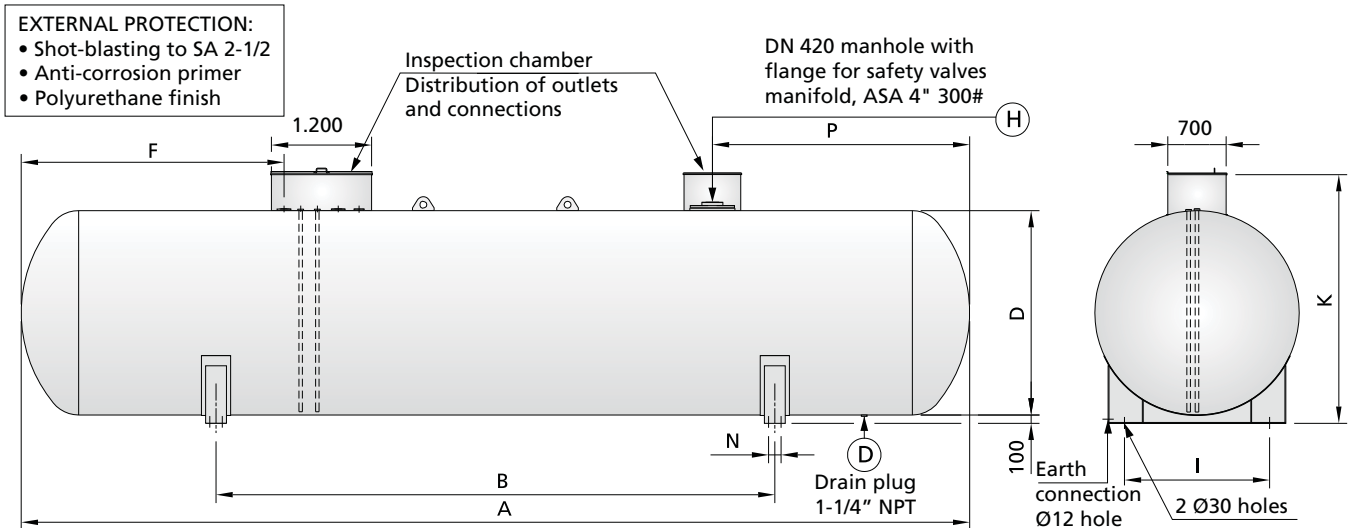 EXTERNAL PROTECTION:
• Shot-blasting to SA 2-1/2
• Anti-corrosion primer
• Polyurethane finish
Inspection chamber
Distribution of outlets
and connections
DN 420 manhole with
flange for safety valves
manifold, ASA 4" 300#
H
1.200
F
P
700
D
K
100
N
D
Drain plug
1-1/4” NPT
B
A
Earth
connection
Ø12 hole
I
2 Ø30 holes